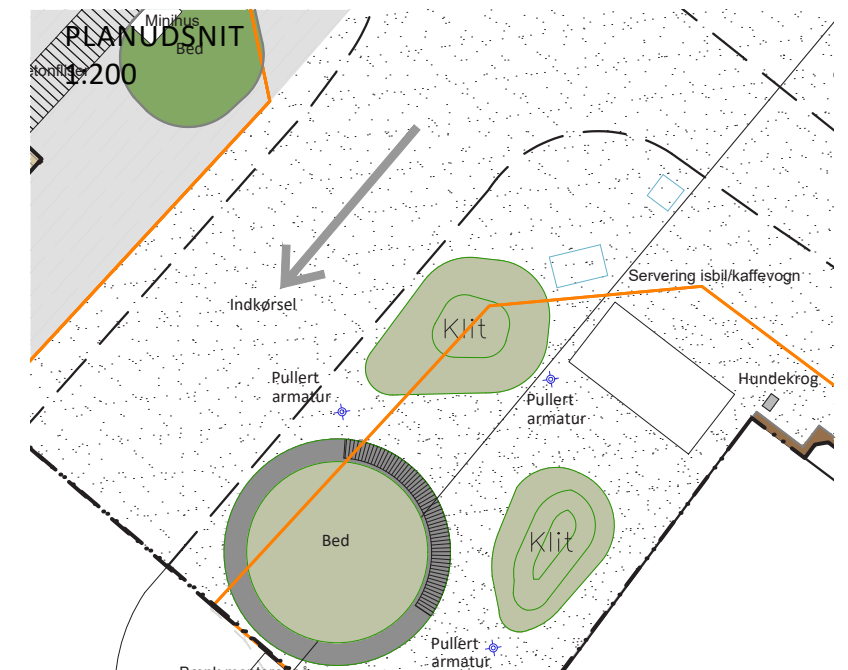 Minihus
PLANUDSNIT
Bed
1:200
Indkørsel
Servering isbil/kaffevogn
Klit
Pullert
armatur
Hundekrog
Pullert
armatur
Bed
Klit
Pullert
armatur